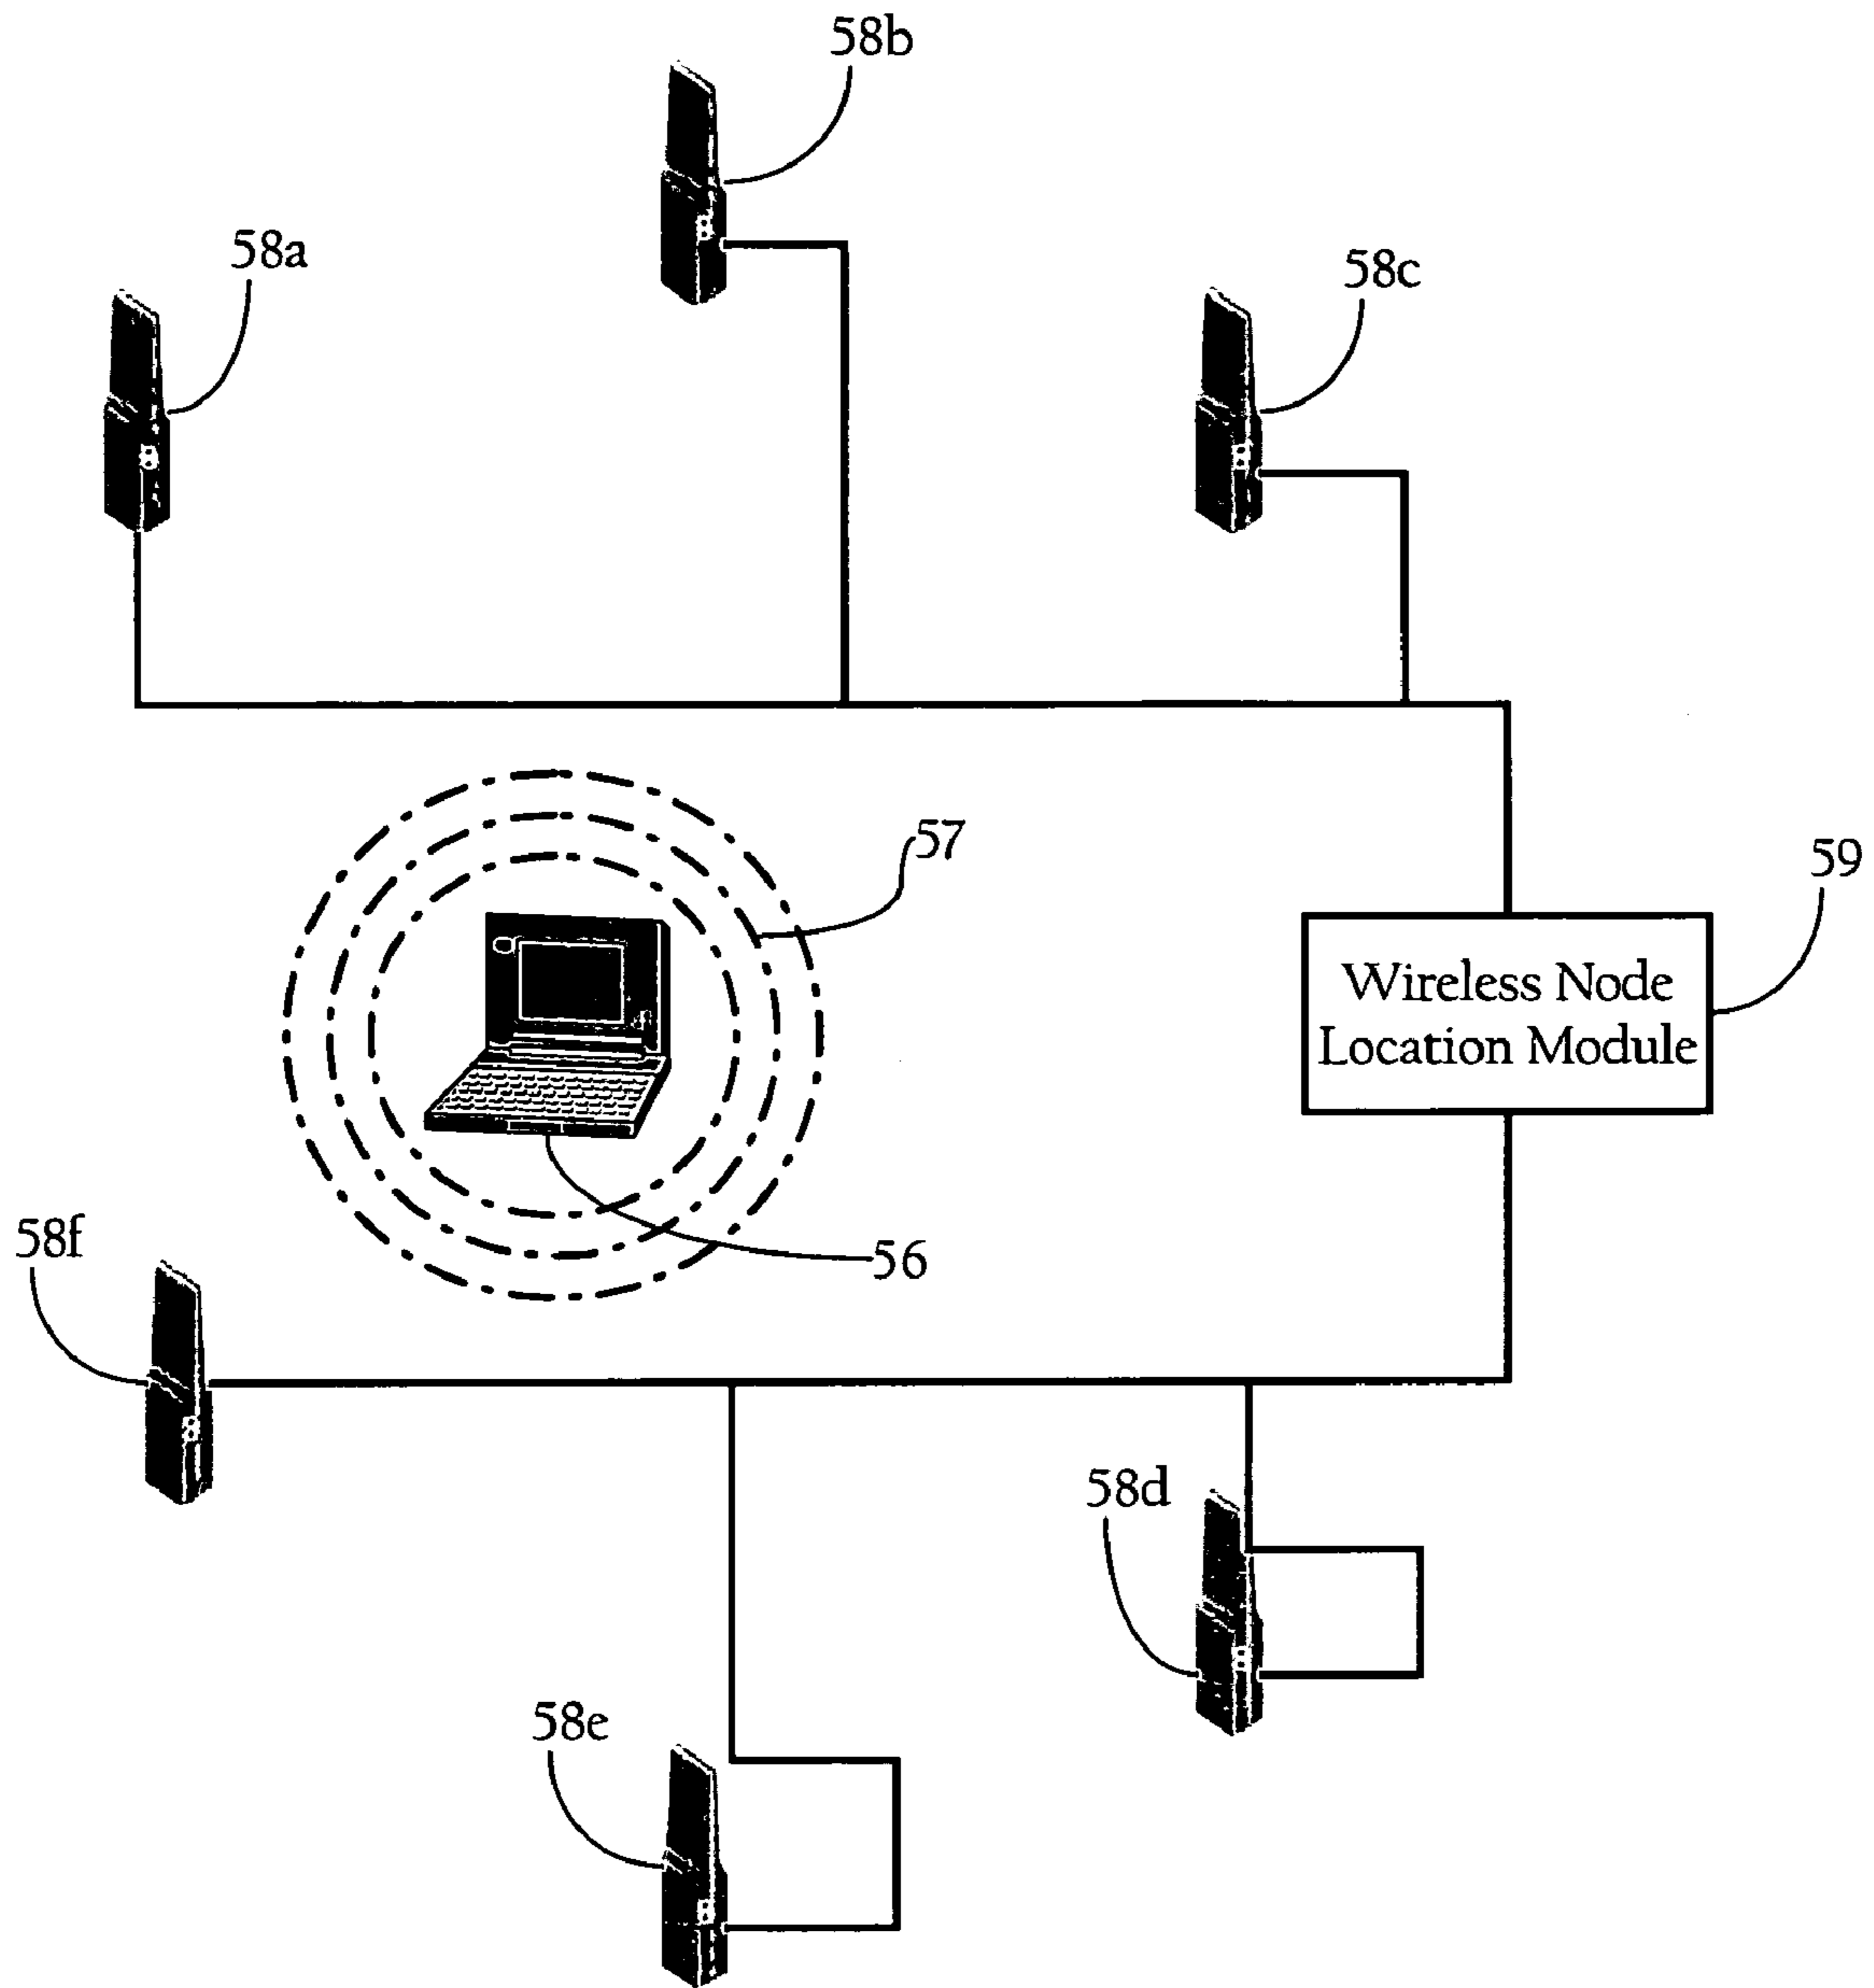 58b
58a
58c
57
59
Wireless Node
Location Module
58f
56
58d
58e